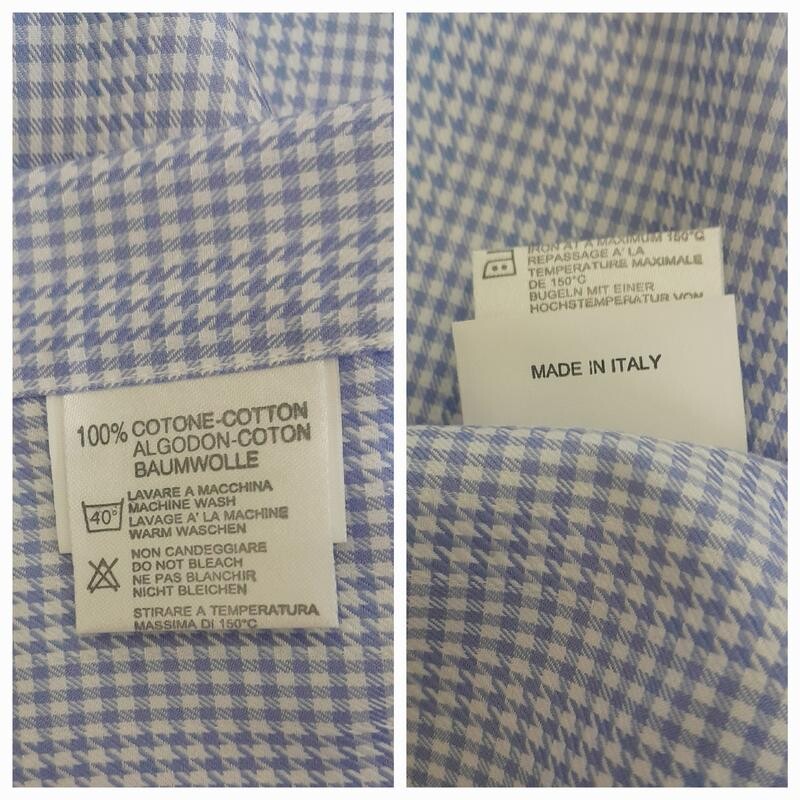 100% COTONE-COTTON
ALGODON-COTON
BAUMWOLLE
40°
LAVARE A MACCHINA
MACHINE WASH
LAVAGE A' LA MACHINE
WARM WASCHEN
NON CANDEGGIARE
DO NOT BLEACH
NE PAS BLANCHIR
NICHT BLEICHEN
STIRARE A TEMPERATURA
MASSIMA DI 150°C
IRON AT A MAXIMUM 150°C
REPASSAGE A' LA
TEMPERATURE MAXIMALE
DE 150°C
BUGELN MIT EINER
HOCHSTEMPERATUR VON
MADE IN ITALY